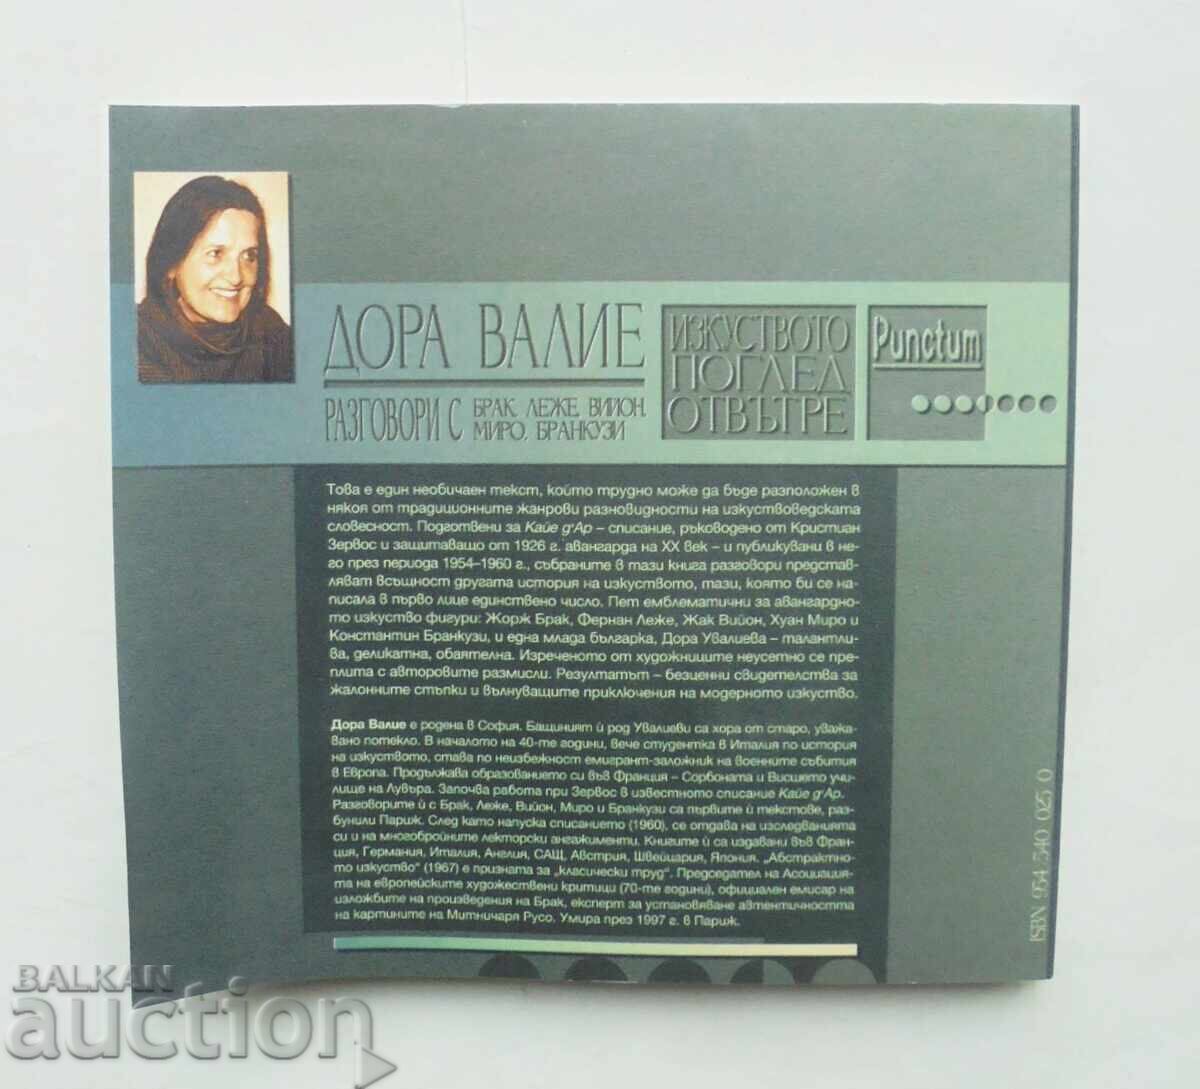 ДОРА ВАЛИЕ
РАЗГОВОРИ С
БРАК, ЛЕЖЕ, ВИЙОН,
МИРО, БРАНКУЗИ
ИЗКУСТВОТО
ПОГЛЕД
ОТВЪТРЕ
Punctum
Това е един необичаен текст, който трудно може да бъде разположен в
някоя от традиционните жанрови разновидности на изкуствоведската
словесност. Подготвени за Кайе д'Ар – списание, ръководено от Кристиан
Зервос и защитаващо от 1926 г. авангарда на XX век – и публикувани в не-
го през периода 1954–1960 г., събраните в тази книга разговори представ-
ляват всъщност другата история на изкуството, тази, която би се на-
писала в първо лице единствено число. Пет емблематични за авангардно-
то изкуство фигури: Жорж Брак, Фернан Леже, Жак Вийон, Хуан Миро и
Константин Бранкузи, и една млада българка, Дора Увалиева – талантли-
ва, деликатна, обаятелна. Изреченото от художниците неусетно се пре-
плита с авторовите размисли. Резултатът – безценни свидетелства за
жалонните стъпки и вълнуващите приключения на модерното изкуство.
Дора Валие е родена в София. Бащиният ѝ род Увалиеви са хора от старо, уважа-
вано потекло. В началото на 40-те години, вече студентка в Италия по история
на изкуството, става по неизбежност емигрант-заложник на военните събития
в Европа. Продължава образованието си във Франция – Сорбоната и Висшето учи-
лище на Лувъра. Започва работа при Зервос в известното списание Кайе д'Ар.
Разговорите ѝ с Брак, Леже, Вийон, Миро и Бранкузи са първите ѝ текстове, раз-
бунили Париж. След като напуска списанието (1960), се отдава на изследванията
си и на многобройните лекторски ангажименти. Книгите ѝ са издавани във Фран-
ция, Германия, Италия, Англия, САЩ, Австрия, Швейцария, Япония. „Абстрактно-
то изкуство“ (1967) е призната за „класически труд“. Председател на Асоциация-
та на европейските художествени критици (70-те години), официален емисар на
изложбите на произведения на Брак, експерт за установяване автентичността
на картините на Митничаря Русо. Умира през 1997 г. в Париж.
ISBN 954 540 025 0
BALKAN
auction